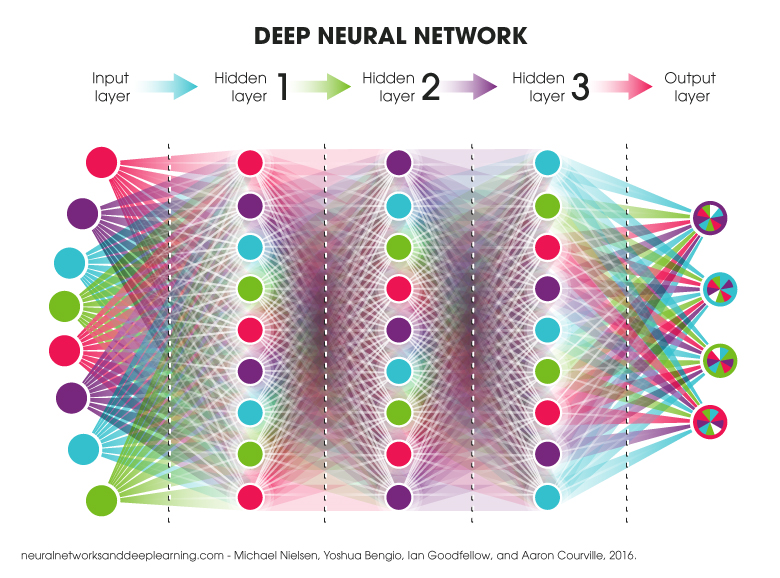 DEEP NEURAL NETWORK
Input layer
Hidden layer 1
Hidden layer 2
Hidden layer 3
Output layer
neuralnetworksanddeeplearning.com - Michael Nielsen, Yoshua Bengio, Ian Goodfellow, and Aaron Courville, 2016.